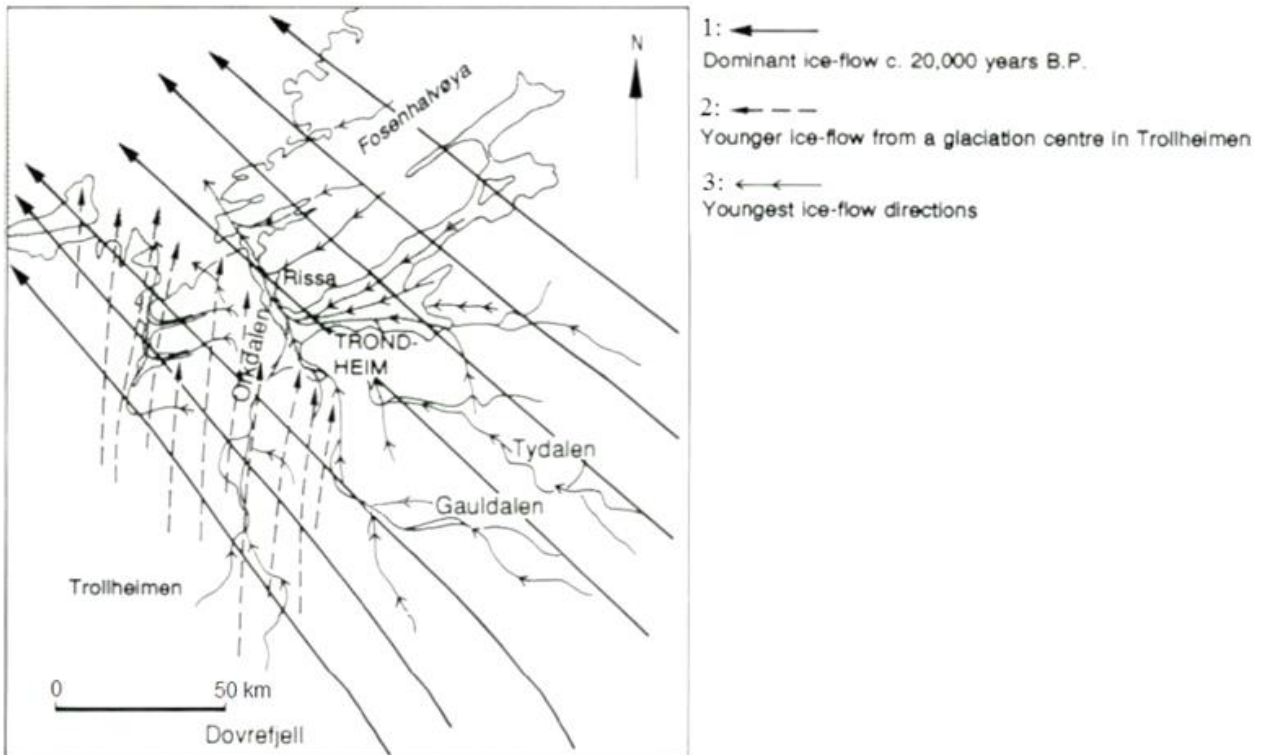 N
Fosenhalvøya
Rissa
Orkdalen
TROND-
HEIM
Tydalen
Gauldalen
Trollheimen
0 50 km
Dovrefjell
1:
Dominant ice-flow c. 20,000 years B.P.
2:
Younger ice-flow from a glaciation centre in Trollheimen
3:
Youngest ice-flow directions